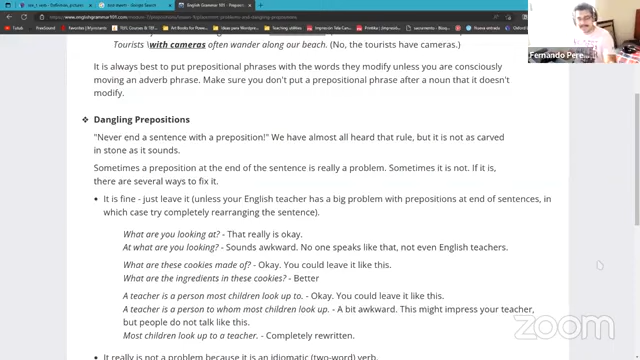 english Grammar 101
Tourists \with cameras often wander along our beach. (No, the tourists have cameras.)
It is always best to put prepositional phrases with the words they modify unless you are consciously
moving an adverb phrase. Make sure you don't put a prepositional phrase after a noun that it doesn't
modify.
Fernando Pere...
❖ Dangling Prepositions
"Never end a sentence with a preposition!" We have almost all heard that rule, but it is not as carved
in stone as it sounds.
Sometimes a preposition at the end of the sentence is really a problem. Sometimes it is not. If it is,
there are several ways to fix it.
• It is fine - just leave it (unless your English teacher has a big problem with prepositions at end of sentences, in
which case try completely rearranging the sentence).
What are you looking at? - That really is okay.
At what are you looking? - Sounds awkward. No one speaks like that, not even English teachers.
What are these cookies made of? - Okay. You could leave it like this.
What are the ingredients in these cookies? - Better
A teacher is a person most children look up to. - Okay. You could leave it like this.
A teacher is a person to whom most children look up. - A bit awkward. This might impress your teacher,
but people do not talk like this.
Most children look up to a teacher. - Completely rewritten.
zoom
• It really is not a problem because it is an idiomatic (two-word) verb.